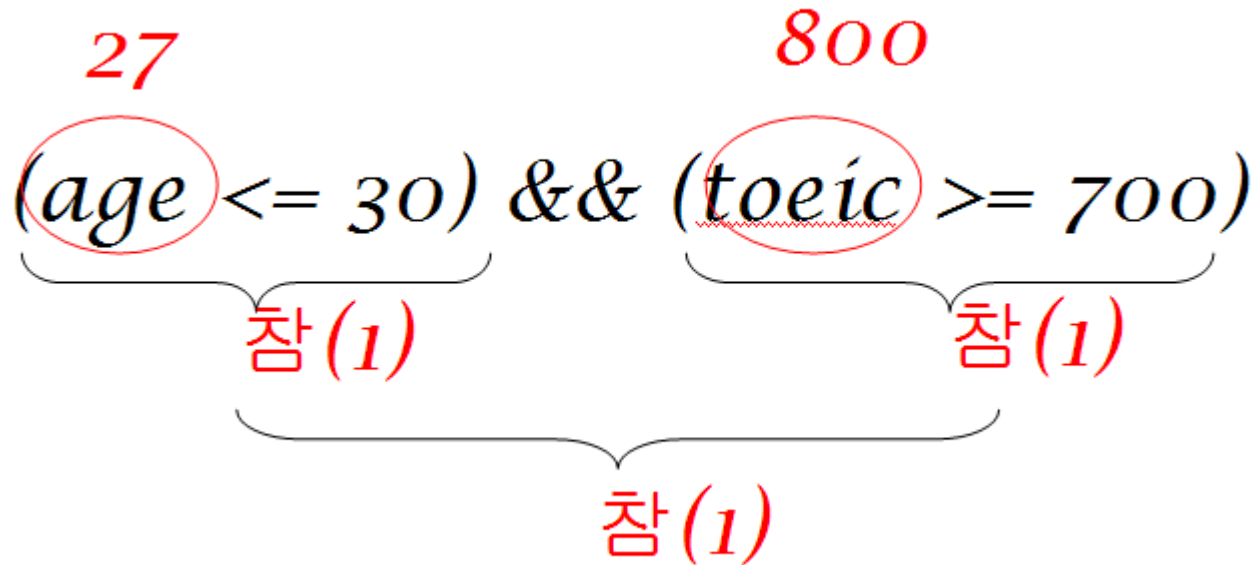 27 800
(age <= 30) && (toeic >= 700)
참(1) 참(1)
참(1)